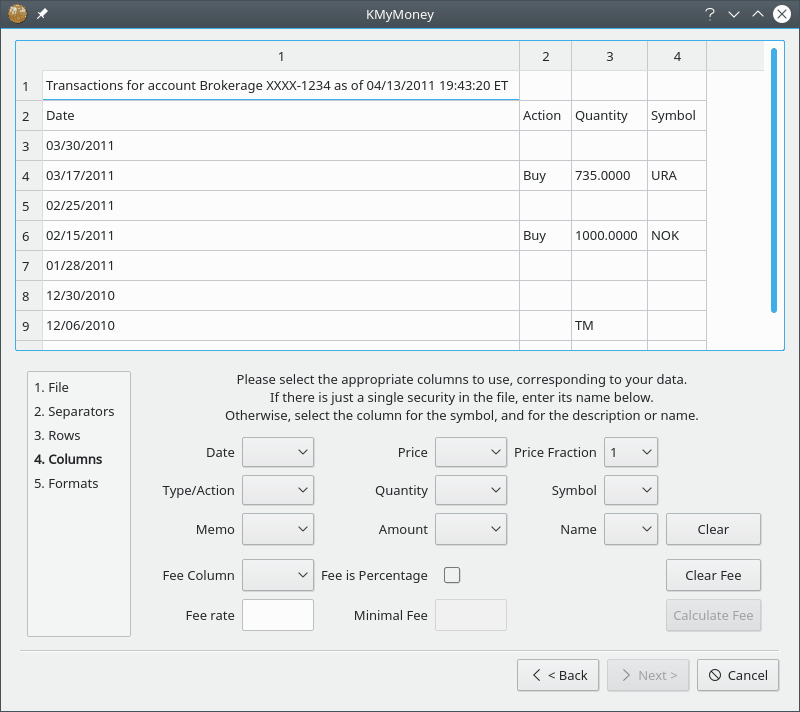 KMyMoney
1 2 3 4
1 Transactions for account Brokerage XXXX-1234 as of 04/13/2011 19:43:20 ET
2 Date Action Quantity Symbol
3 03/30/2011
4 03/17/2011 Buy 735.0000 URA
5 02/25/2011
6 02/15/2011 Buy 1000.0000 NOK
7 01/28/2011
8 12/30/2010
9 12/06/2010 TM
1. File
2. Separators
3. Rows
4. Columns
5. Formats
Please select the appropriate columns to use, corresponding to your data.
If there is just a single security in the file, enter its name below.
Otherwise, select the column for the symbol, and for the description or name.
Date Price Price Fraction 1
Type/Action Quantity Symbol
Memo Amount Name Clear
Fee Column Fee is Percentage Clear Fee
Fee rate Minimal Fee Calculate Fee
< Back Next > Cancel